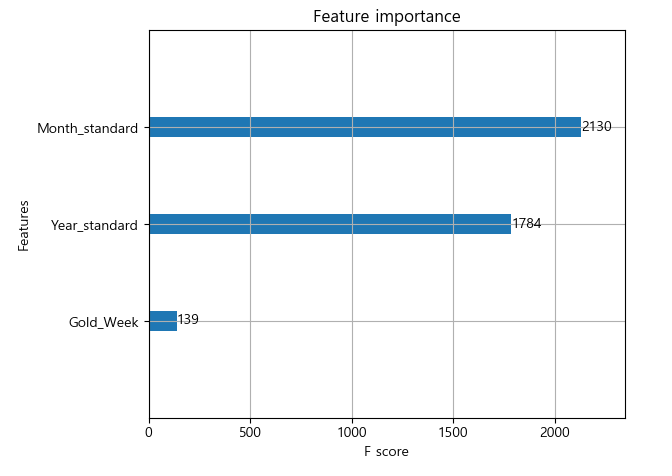 Feature importance
Features
Month_standard
2130
Year_standard
1784
Gold_Week
139
0 500 1000 1500 2000
F score